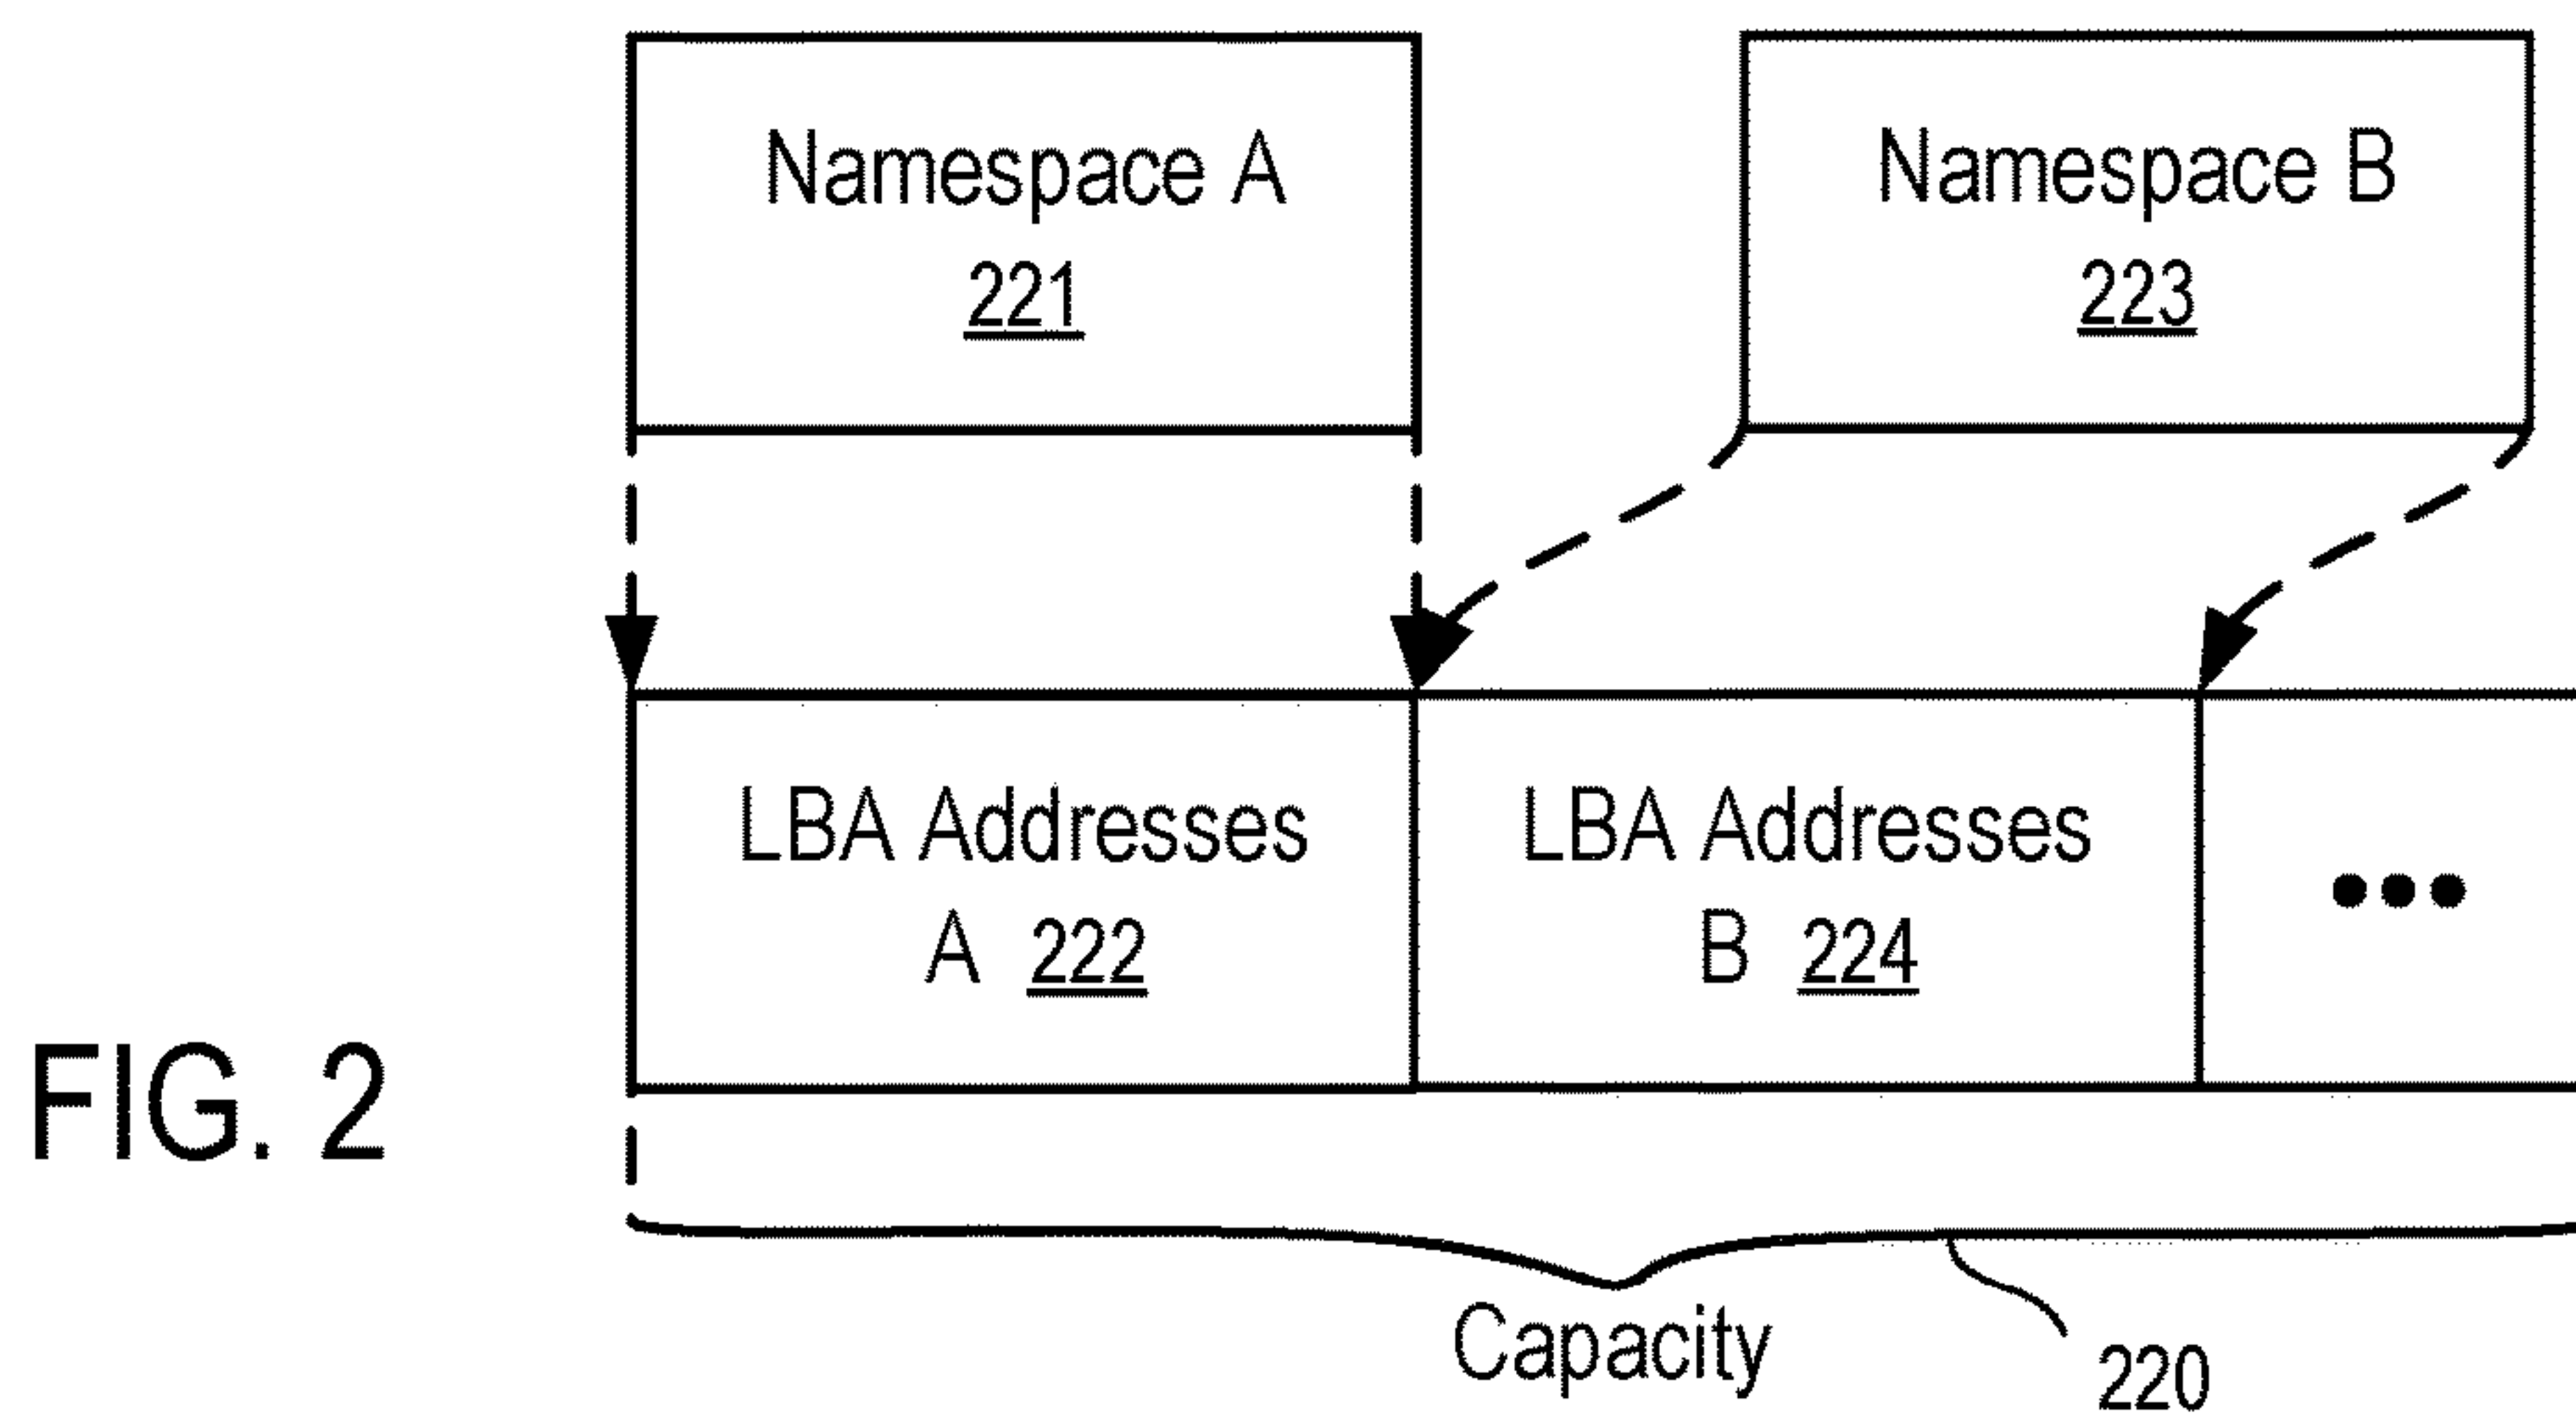 Namespace A
221
Namespace B
223
LBA Addresses
A 222
LBA Addresses
B 224
•••
FIG. 2
Capacity
220